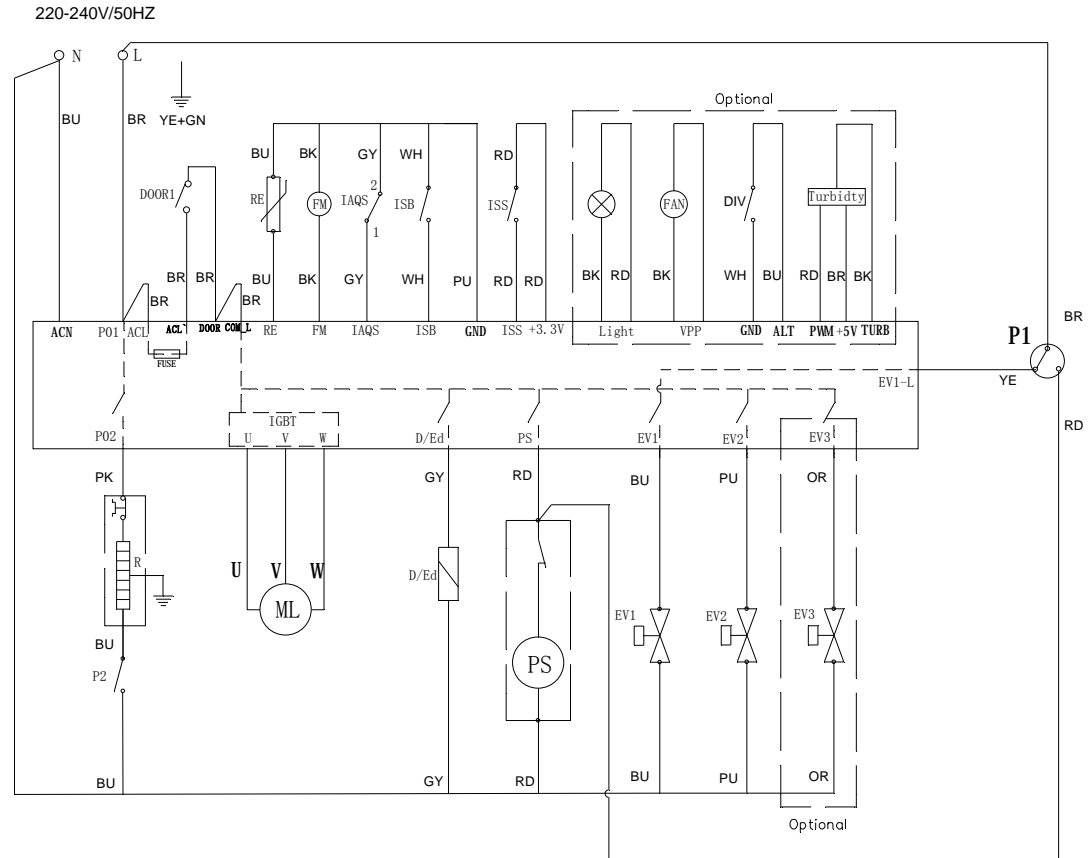 220-240V/50HZ
N L
BU BR YE+GN
Optional
BU BK GY WH RD
DOOR1 RE FM IAQS 2 ISB ISS FAN DIV Turbidty
1
BR BR BU BK GY WH PU RD RD BK RD BK WH BU RD BR BK
BR BR
ACN P01 ACL ACL` DOOR COM_L RE FM IAQS ISB GND ISS +3.3V Light VPP GND ALT PWM +5V TURB
FUSE
P1 BR
EV1-L YE
RD
IGBT
P02 U V W D/Ed PS EV1 EV2 EV3
PK GY RD BU PU OR
R U V W D/Ed
ML EV1 EV2 EV3
BU
P2 PS
BU GY RD BU PU OR
Optional